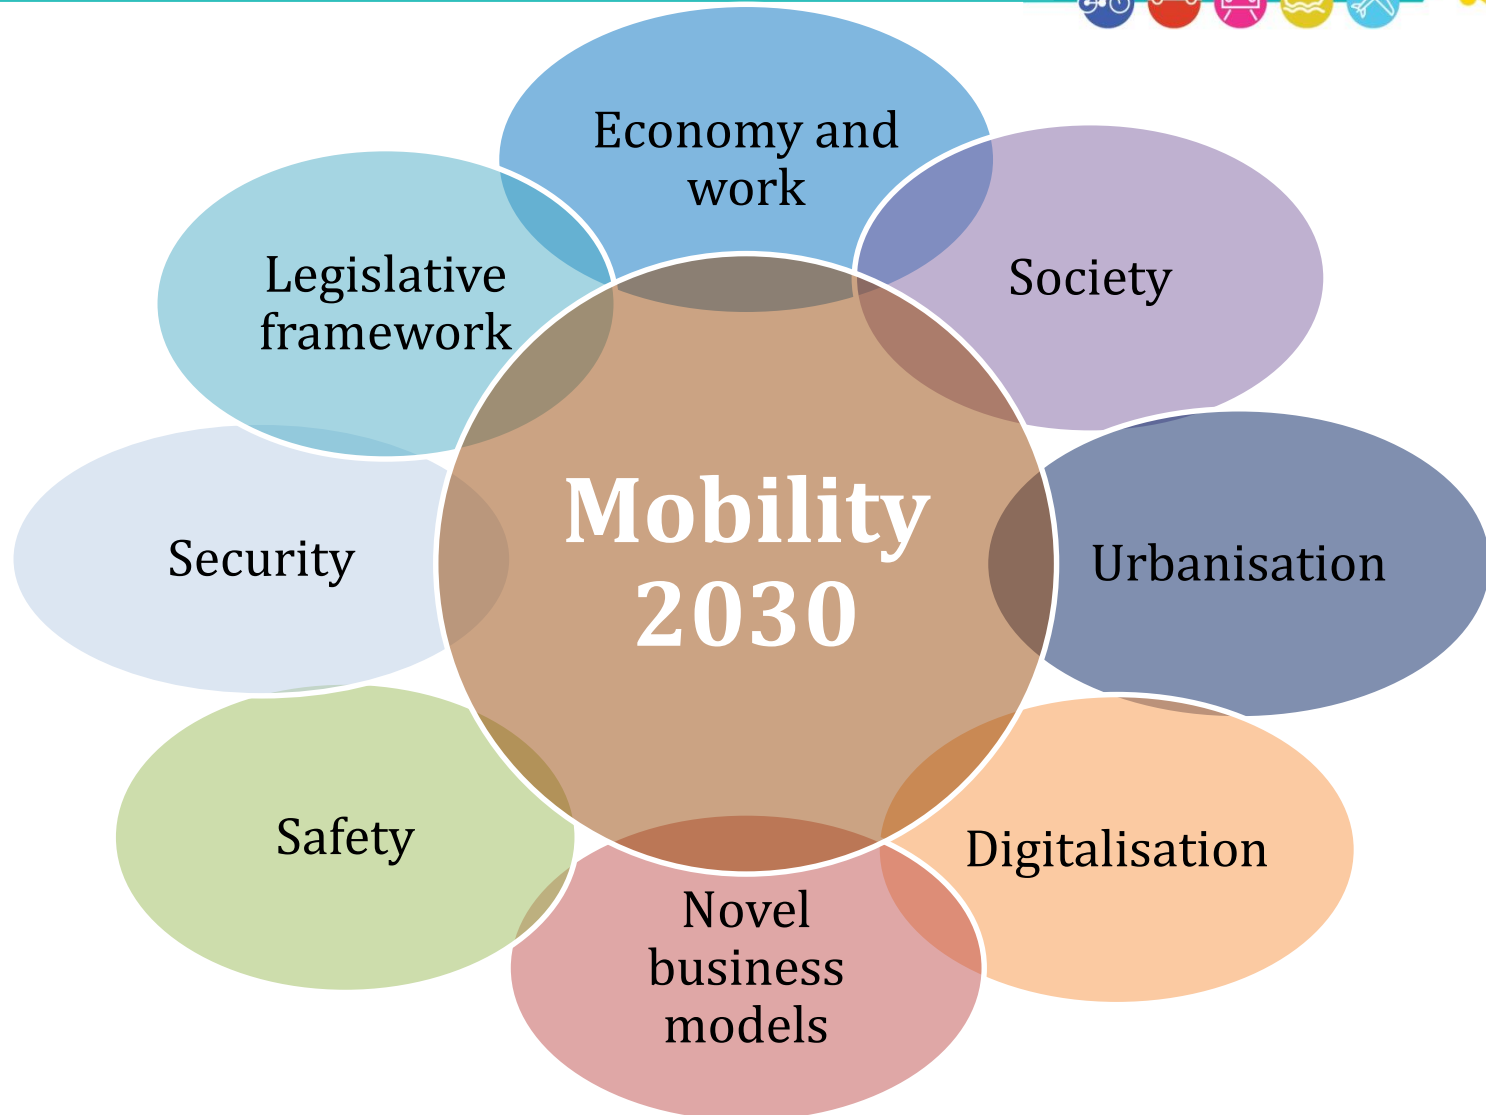 Economy and
work
Society
Urbanisation
Digitalisation
Novel
business
models
Safety
Security
Legislative
framework
Mobility
2030